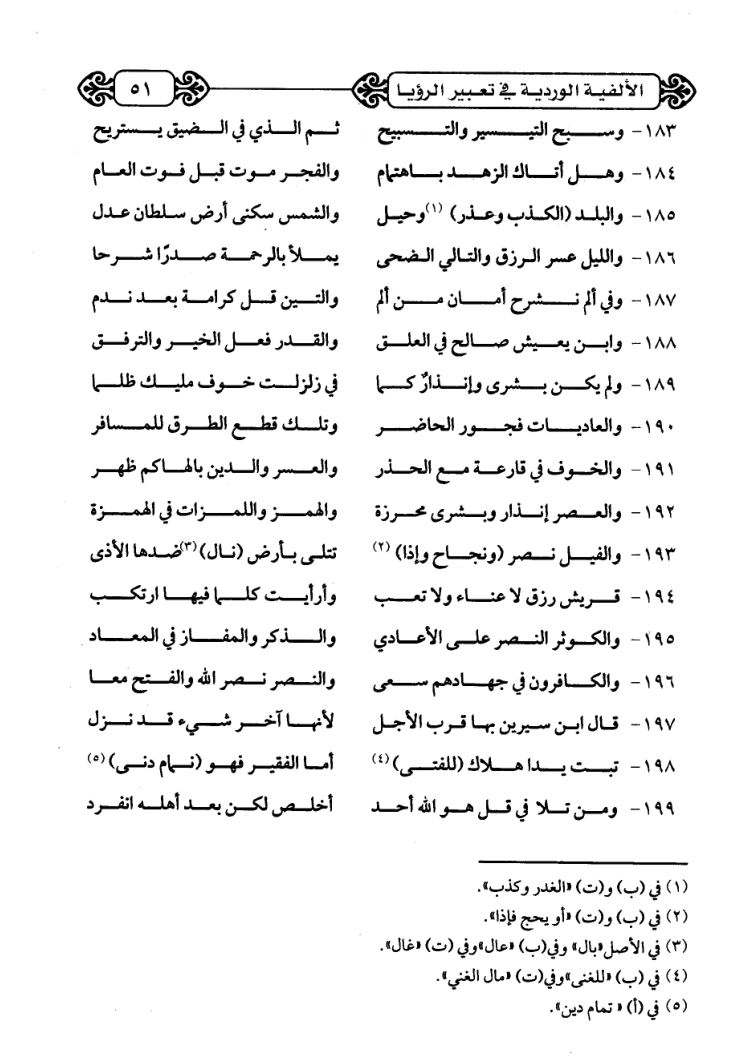 الألفية الوردية في تعبير الرؤيا ٥١
١٨٣- وسبح التيسير والتسبيح ثم الذي في الضيق يستريح
١٨٤- وهل أتاك الزهد باهتمام والفجر موت قبل فوت العام
١٨٥- والبلد (الكذب وعذر) (١) وحيل والشمس سكنى أرض سلطان عدل
١٨٦- والليل عسر الرزق والتالي الضحى يملأ بالرحمة صدرًا شرحا
١٨٧- وفي ألم نشرح أمان من ألم والتين قل كرامة بعد ندم
١٨٨- وابن يعيش صالح في العلق والقدر فعل الخير والترفق
١٨٩- ولم يكن بشرى وإنذارٌ كما في زلزلت خوف مليك ظلما
١٩٠- والعاديات فجور الحاضر وتلك قطع الطرق للمسافر
١٩١- والخوف في قارعة مع الحذر والعسر والدين بالهاكم ظهر
١٩٢- والعصر إنذار وبشرى محرزة والهمز واللمزات في الهمزة
١٩٣- والفيل نصر (ونجاح وإذا) (٢) تتلى بأرض (نال) (٣) ضدها الأذى
١٩٤- قريش رزق لا عناء ولا تعب وأرأيت كلما فيها ارتكب
١٩٥- والكوثر النصر على الأعادي والذكر والمفاز في المعاد
١٩٦- والكافرون في جهادهم سعى والنصر نصر الله والفتح معا
١٩٧- قال ابن سيرين بها قرب الأجل لأنها آخر شيء قد نزل
١٩٨- تبت يدا هلاك (للفتى) (٤) أما الفقير فهو (نمام دنى) (٥)
١٩٩- ومن تلا في قل هو الله أحد أخلص لكن بعد أهله انفرد
(١) في (ب) و(ت) «الغدر وكذب».
(٢) في (ب) و(ت) «أو يحج فإذا».
(٣) في الأصل«بال» وفي(ب) «عال»وفي (ت) «غال».
(٤) في (ب) «للغنى»وفي(ت) «مال الغني».
(٥) في (أ) « تمام دين».